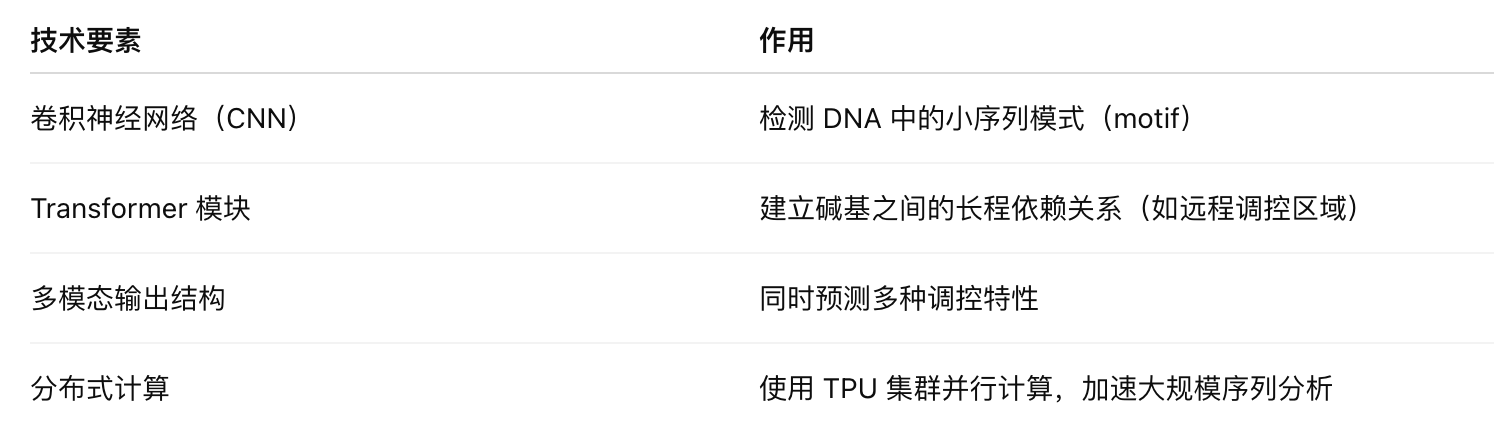 技术要素 作用
卷积神经网络（CNN） 检测 DNA 中的小序列模式（motif）
Transformer 模块 建立碱基之间的长程依赖关系（如远程调控区域）
多模态输出结构 同时预测多种调控特性
分布式计算 使用 TPU 集群并行计算，加速大规模序列分析